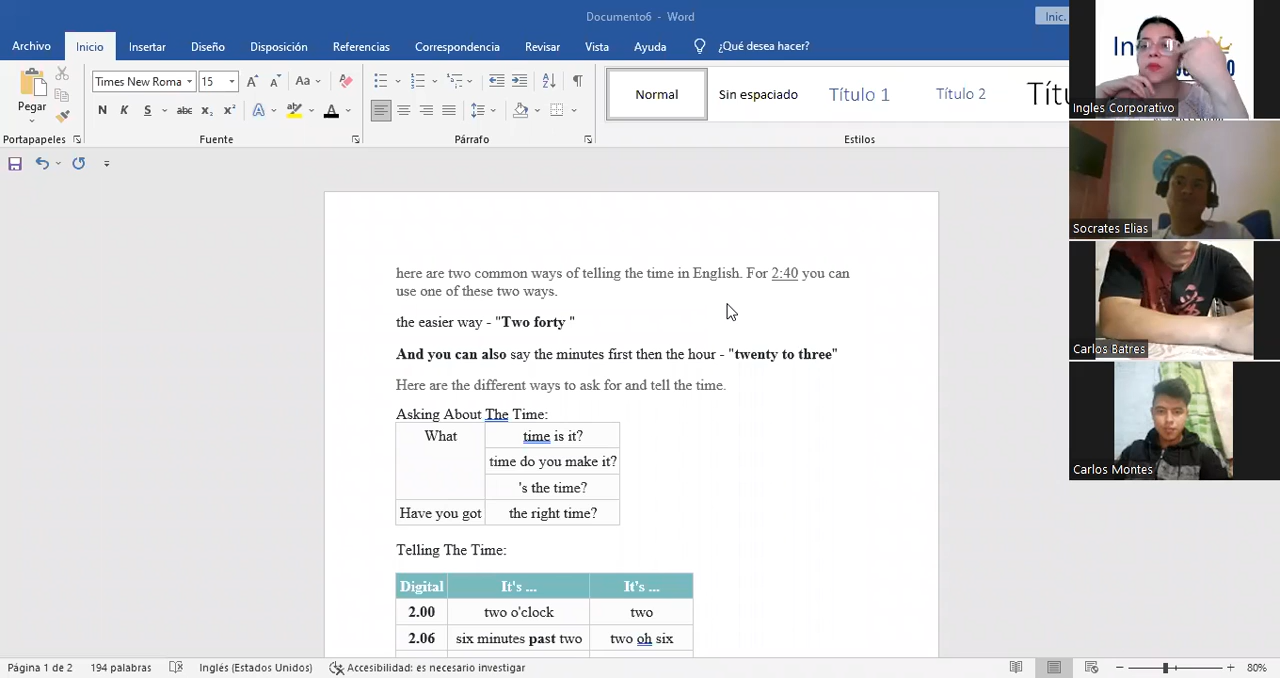 Documento6 - Word
Inic.
Archivo
Inicio
Insertar
Diseño
Disposición
Referencias
Correspondencia
Revisar
Vista
Ayuda
¿Qué desea hacer?
Pegar
Times New Roma
15
Aa
N K S abc x₂ x²
Normal
Sin espaciado
Título 1
Título 2
Títu
Portapapeles
Fuente
Párrafo
Estilos
Ingles Corporativo
Socrates Elias
Carlos Batres
Carlos Montes
here are two common ways of telling the time in English. For 2:40 you can
use one of these two ways.
the easier way - "Two forty "
And you can also say the minutes first then the hour - "twenty to three"
Here are the different ways to ask for and tell the time.
Asking About The Time:
What time is it?
time do you make it?
's the time?
Have you got the right time?
Telling The Time:
Digital It's ... It's ...
2.00 two o'clock two
2.06 six minutes past two two oh six
Página 1 de 2
194 palabras
Inglés (Estados Unidos)
Accesibilidad: es necesario investigar
80%